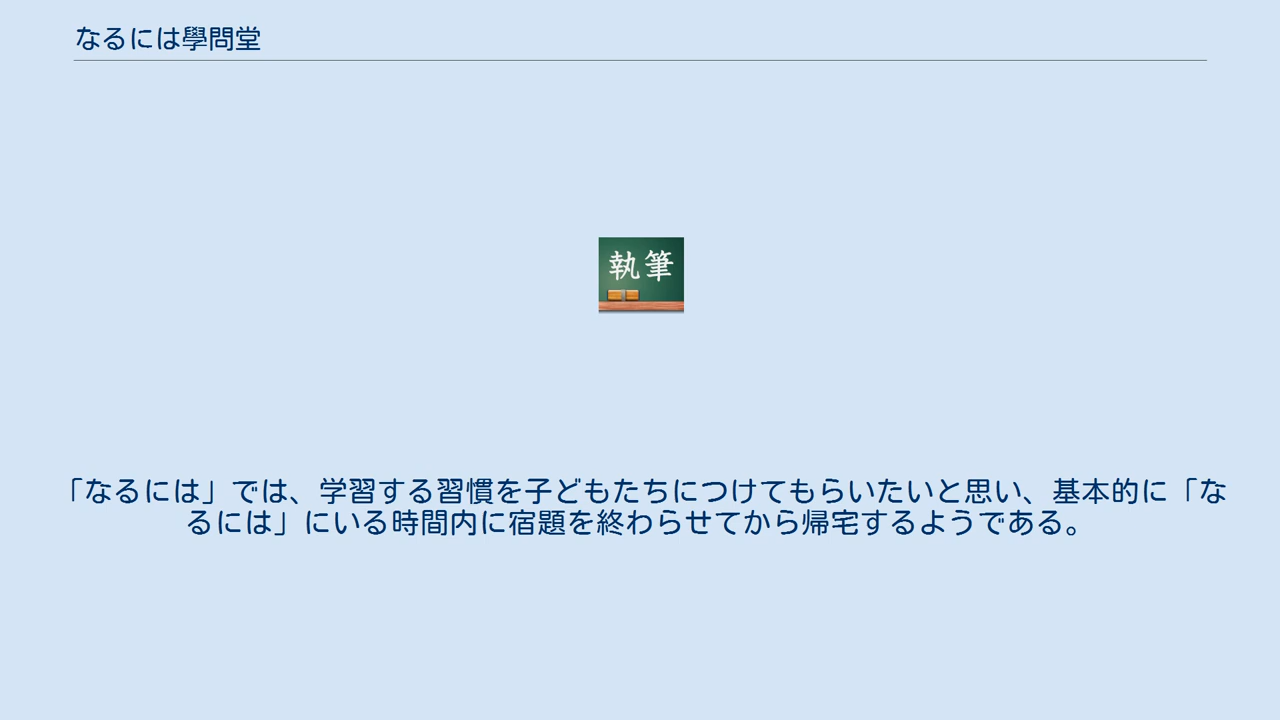 なるには學問堂
執筆
「なるには」では、学習する習慣を子どもたちにつけてもらいたいと思い、基本的に「な
るには」にいる時間内に宿題を終わらせてから帰宅するようである。